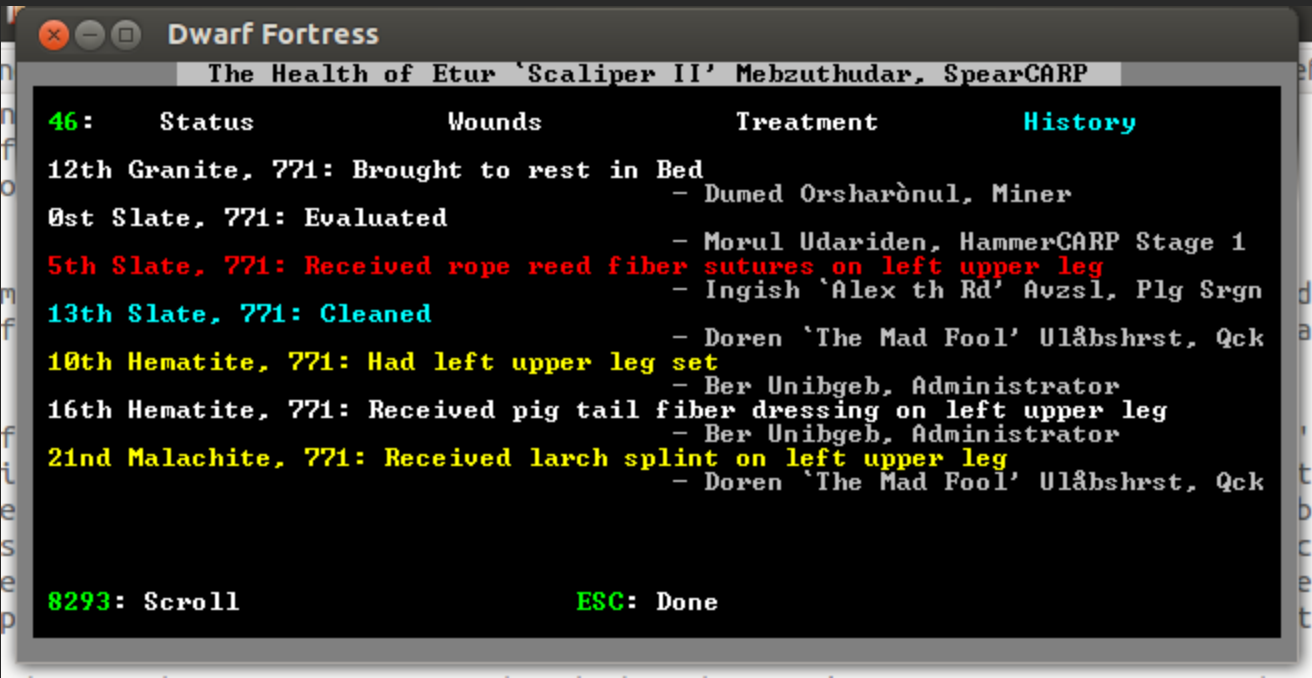 Dwarf Fortress
The Health of Etur `Scaliper II' Mebzuthudar, SpearCARP
46: Status Wounds Treatment History
12th Granite, 771: Brought to rest in Bed
- Dumed Orsharònul, Miner
0st Slate, 771: Evaluated
- Morul Udariden, HammerCARP Stage 1
5th Slate, 771: Received rope reed fiber sutures on left upper leg
- Ingish `Alex th Rd' Avzsl, Plg Srgn
13th Slate, 771: Cleaned
- Doren `The Mad Fool' Ulåbshrst, Qck
10th Hematite, 771: Had left upper leg set
- Ber Unibgeb, Administrator
16th Hematite, 771: Received pig tail fiber dressing on left upper leg
- Ber Unibgeb, Administrator
21nd Malachite, 771: Received larch splint on left upper leg
- Doren `The Mad Fool' Ulåbshrst, Qck
8293: Scroll ESC: Done